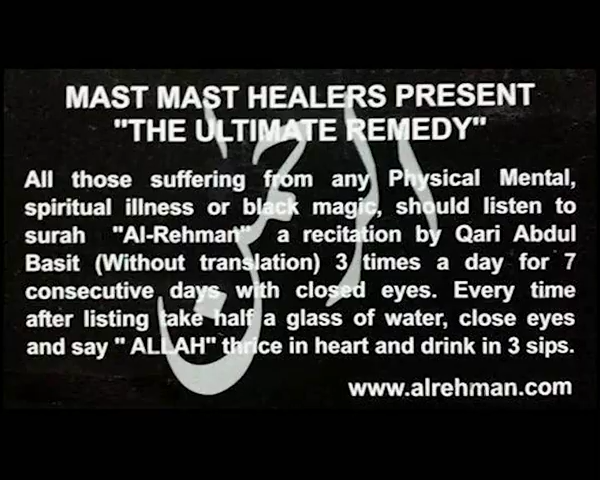 MAST MAST HEALERS PRESENT
"THE ULTIMATE REMEDY"
الرحمن
All those suffering from any Physical Mental,
spiritual illness or black magic, should listen to
surah "Al-Rehman" a recitation by Qari Abdul
Basit (Without translation) 3 times a day for 7
consecutive days with closed eyes. Every time
after listing take half a glass of water, close eyes
and say " ALLAH" thrice in heart and drink in 3 sips.
www.alrehman.com